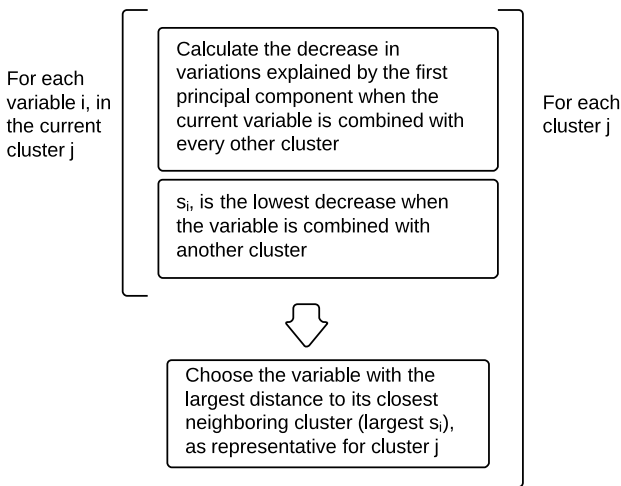 For each
variable i, in
the current
cluster j
Calculate the decrease in
variations explained by the first
principal component when the
current variable is combined with
every other cluster
sᵢ, is the lowest decrease when
the variable is combined with
another cluster
For each
cluster j
Choose the variable with the
largest distance to its closest
neighboring cluster (largest sᵢ),
as representative for cluster j